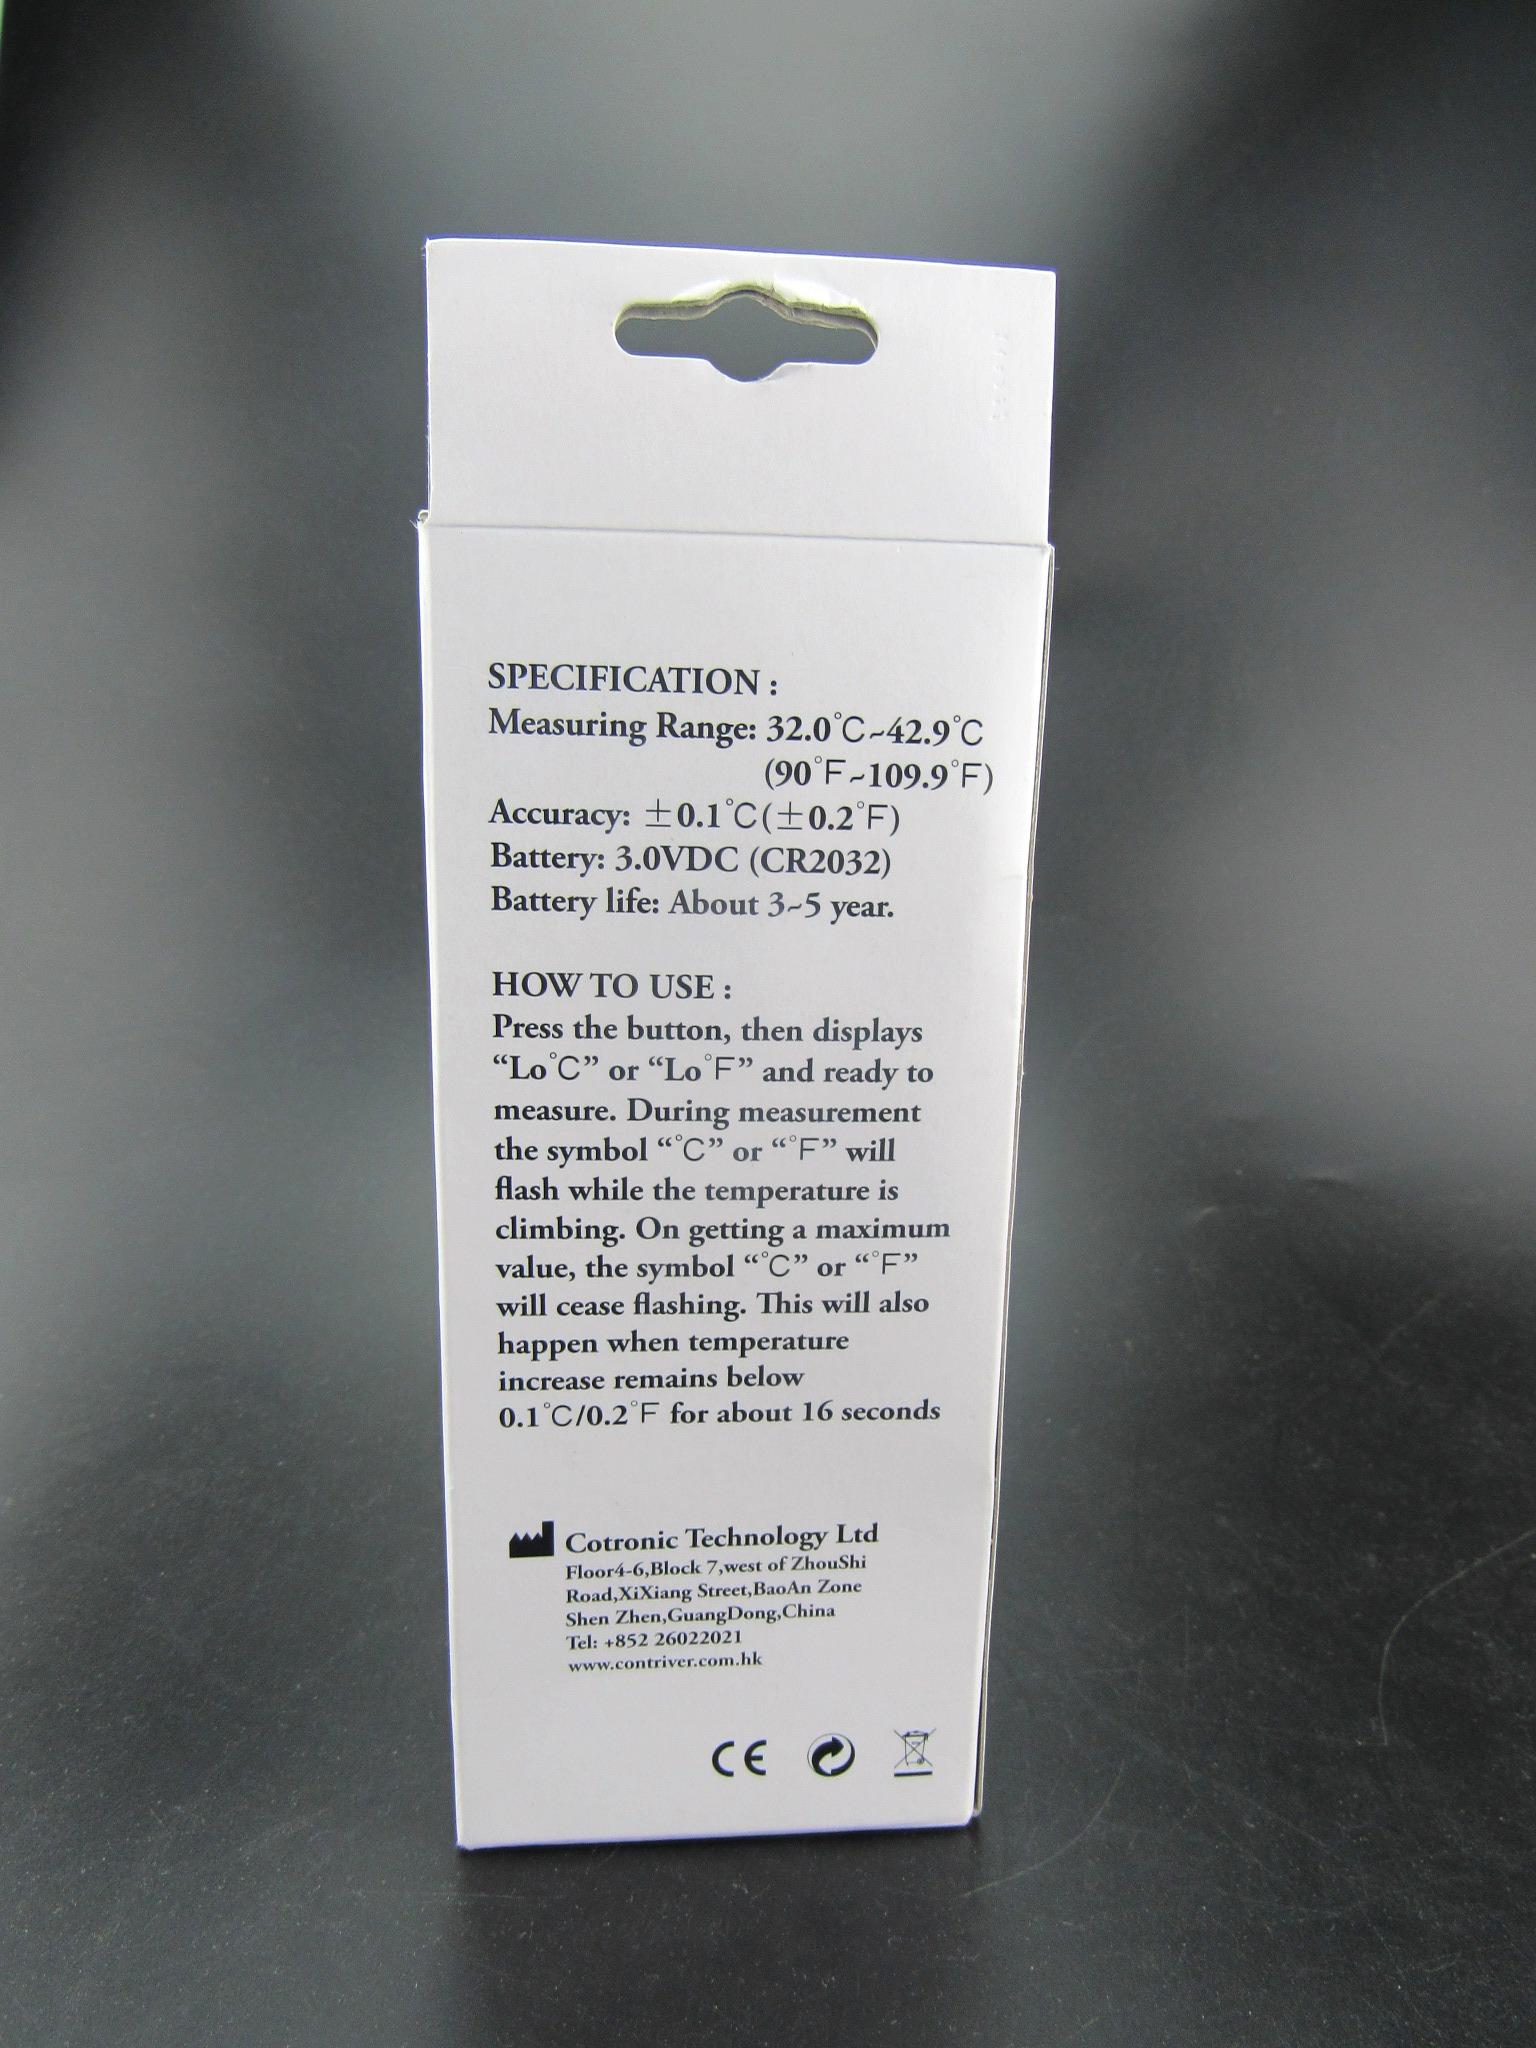 SPECIFICATION :
Measuring Range: 32.0°C~42.9°C
(90°F~109.9°F)
Accuracy: ±0.1°C(±0.2°F)
Battery: 3.0VDC (CR2032)
Battery life: About 3~5 year.
HOW TO USE :
Press the button, then displays
“Lo°C” or “Lo°F” and ready to
measure. During measurement
the symbol “°C” or “°F” will
flash while the temperature is
climbing. On getting a maximum
value, the symbol “°C” or “°F”
will cease flashing. This will also
happen when temperature
increase remains below
0.1°C/0.2°F for about 16 seconds
Cotronic Technology Ltd
Floor4-6,Block 7,west of ZhouShi
Road,XiXiang Street,BaoAn Zone
Shen Zhen,GuangDong,China
Tel: +852 26022021
www.contriver.com.hk
CE